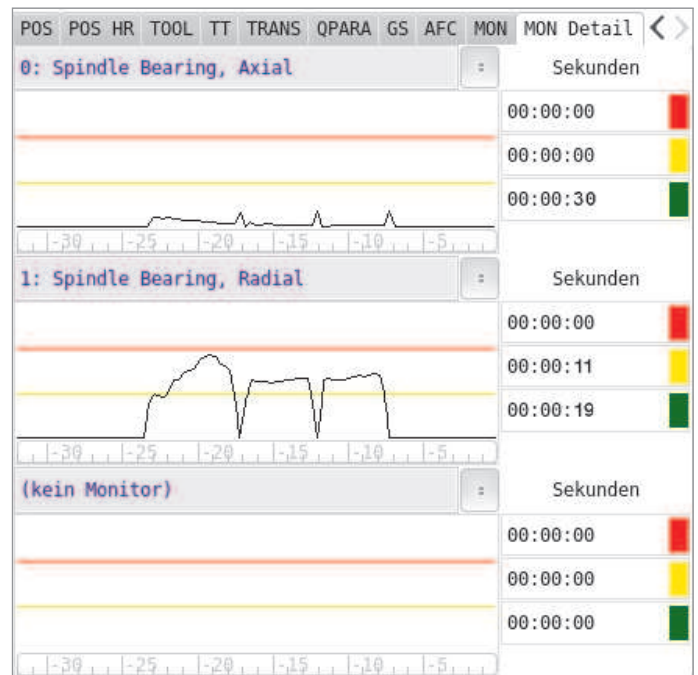 POS POS HR TOOL TT TRANS QPARA GS AFC MON MON Detail
0: Spindle Bearing, Axial Sekunden
00:00:00
00:00:00
00:00:30
-30 -25 -20 -15 -10 -5
1: Spindle Bearing, Radial Sekunden
00:00:00
00:00:11
00:00:19
-30 -25 -20 -15 -10 -5
(kein Monitor) Sekunden
00:00:00
00:00:00
00:00:00
-30 -25 -20 -15 -10 -5